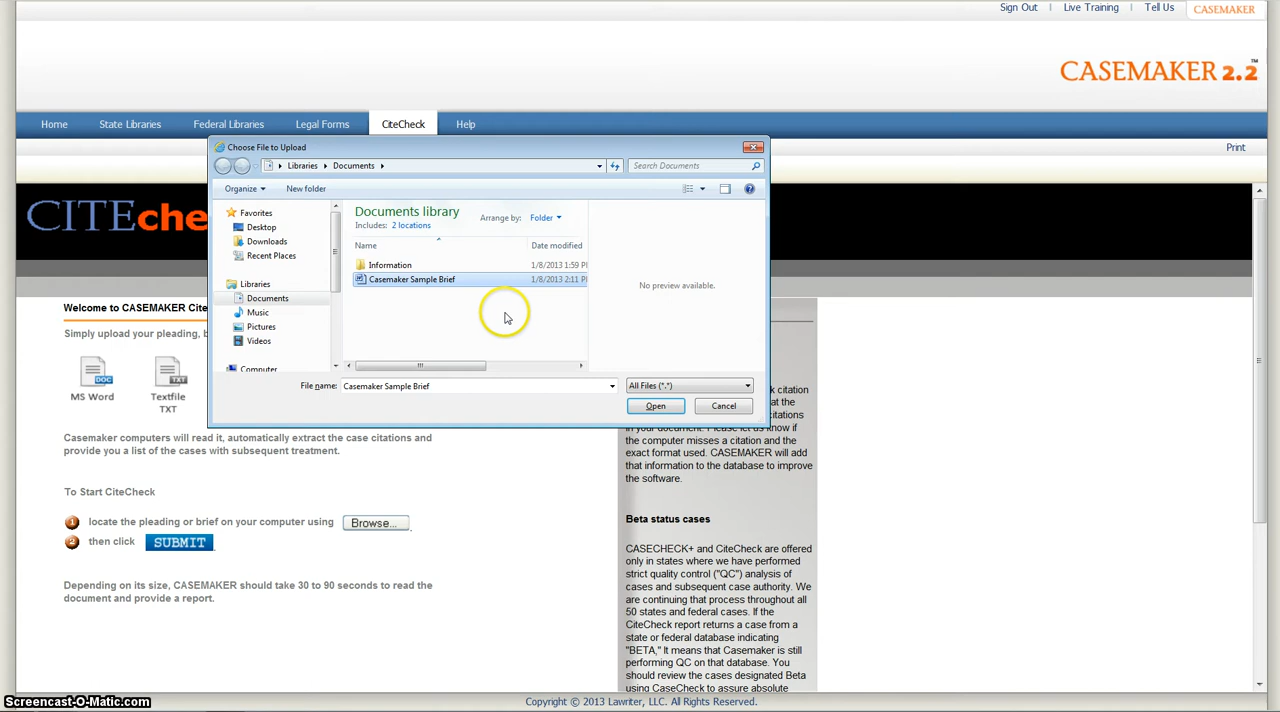 Sign Out | Live Training | Tell Us CASEMAKER
CASEMAKER 2.2™
Home State Libraries Federal Libraries Legal Forms CiteCheck Help
Print
Choose File to Upload
Libraries Documents
Search Documents
Organize New folder
Favorites
Desktop
Downloads
Recent Places
Libraries
Documents
Music
Pictures
Videos
Computer
Documents library
Includes: 2 locations
Arrange by: Folder
Name Date modified
Information 1/8/2013 1:59 P
Casemaker Sample Brief 1/8/2013 2:11 P
No preview available.
File name: Casemaker Sample Brief
All Files (*.*)
Open Cancel
CITEche
Welcome to CASEMAKER Cite
Simply upload your pleading, b
DOC TXT
MS Word Textfile
TXT
Casemaker computers will read it, automatically extract the case citations and
provide you a list of the cases with subsequent treatment.
To Start CiteCheck
1 locate the pleading or brief on your computer using Browse...
2 then click SUBMIT
Depending on its size, CASEMAKER should take 30 to 90 seconds to read the
document and provide a report.
k citation
at the
citations
in your document. Please let us know if
the computer misses a citation and the
exact format used. CASEMAKER will add
that information to the database to improve
the software.
Beta status cases
CASECHECK+ and CiteCheck are offered
only in states where we have performed
strict quality control ("QC") analysis of
cases and subsequent case authority. We
are continuing that process throughout all
50 states and federal cases. If the
CiteCheck report returns a case from a
state or federal database indicating
"BETA," It means that Casemaker is still
performing QC on that database. You
should review the cases designated Beta
using CaseCheck to assure absolute
Screencast-O-Matic.com
Copyright © 2013 Lawriter, LLC. All Rights Reserved.